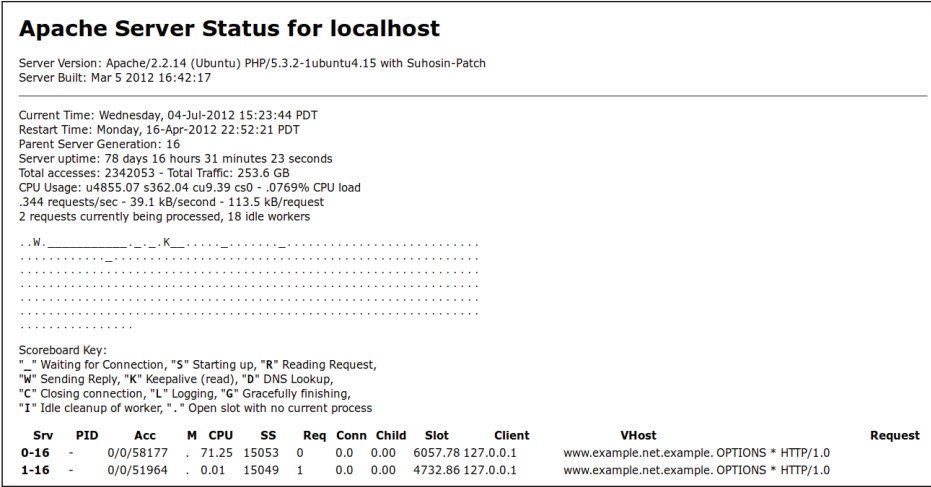 Apache Server Status for localhost
Server Version: Apache/2.2.14 (Ubuntu) PHP/5.3.2-1ubuntu4.15 with Suhosin-Patch
Server Built: Mar 5 2012 16:42:17
Current Time: Wednesday, 04-Jul-2012 15:23:44 PDT
Restart Time: Monday, 16-Apr-2012 22:52:21 PDT
Parent Server Generation: 16
Server uptime: 78 days 16 hours 31 minutes 23 seconds
Total accesses: 2342053 - Total Traffic: 253.6 GB
CPU Usage: u4855.07 s362.04 cu9.39 cs0 - .0769% CPU load
.344 requests/sec - 39.1 kB/second - 113.5 kB/request
2 requests currently being processed, 18 idle workers
..W.___________._._.K__....._......._...........................
............_...................................................
................................................................
................................................................
................................................................
................................................................
................
Scoreboard Key:
"_" Waiting for Connection, "S" Starting up, "R" Reading Request,
"W" Sending Reply, "K" Keepalive (read), "D" DNS Lookup,
"C" Closing connection, "L" Logging, "G" Gracefully finishing,
"I" Idle cleanup of worker, "." Open slot with no current process
Srv PID Acc M CPU SS Req Conn Child Slot Client VHost Request
0-16 - 0/0/58177 . 71.25 15053 0 0.0 0.00 6057.78 127.0.0.1 www.example.net.example. OPTIONS * HTTP/1.0
1-16 - 0/0/51964 . 0.01 15049 1 0.0 0.00 4732.86 127.0.0.1 www.example.net.example. OPTIONS * HTTP/1.0